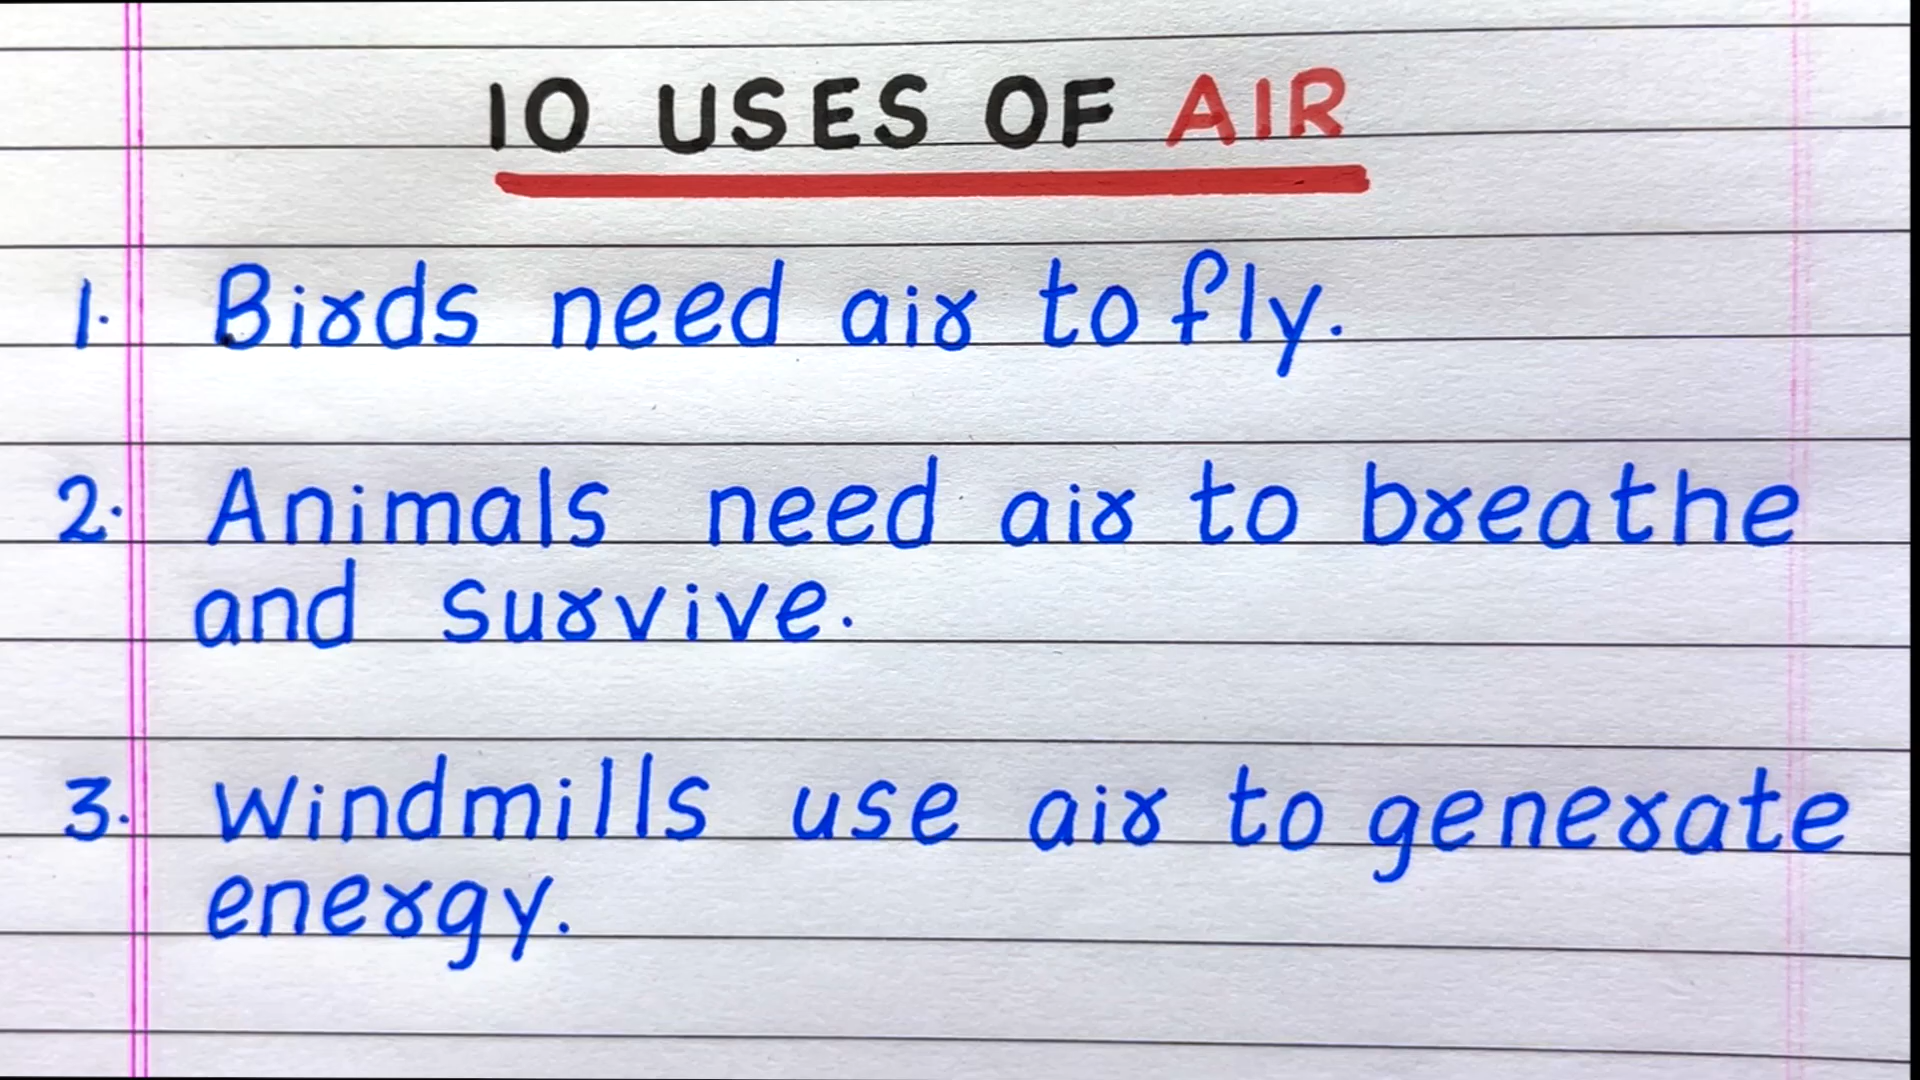 10 USES OF AIR
1. Birds need air to fly.
2. Animals need air to breathe
and survive.
3. Windmills use air to generate
energy.